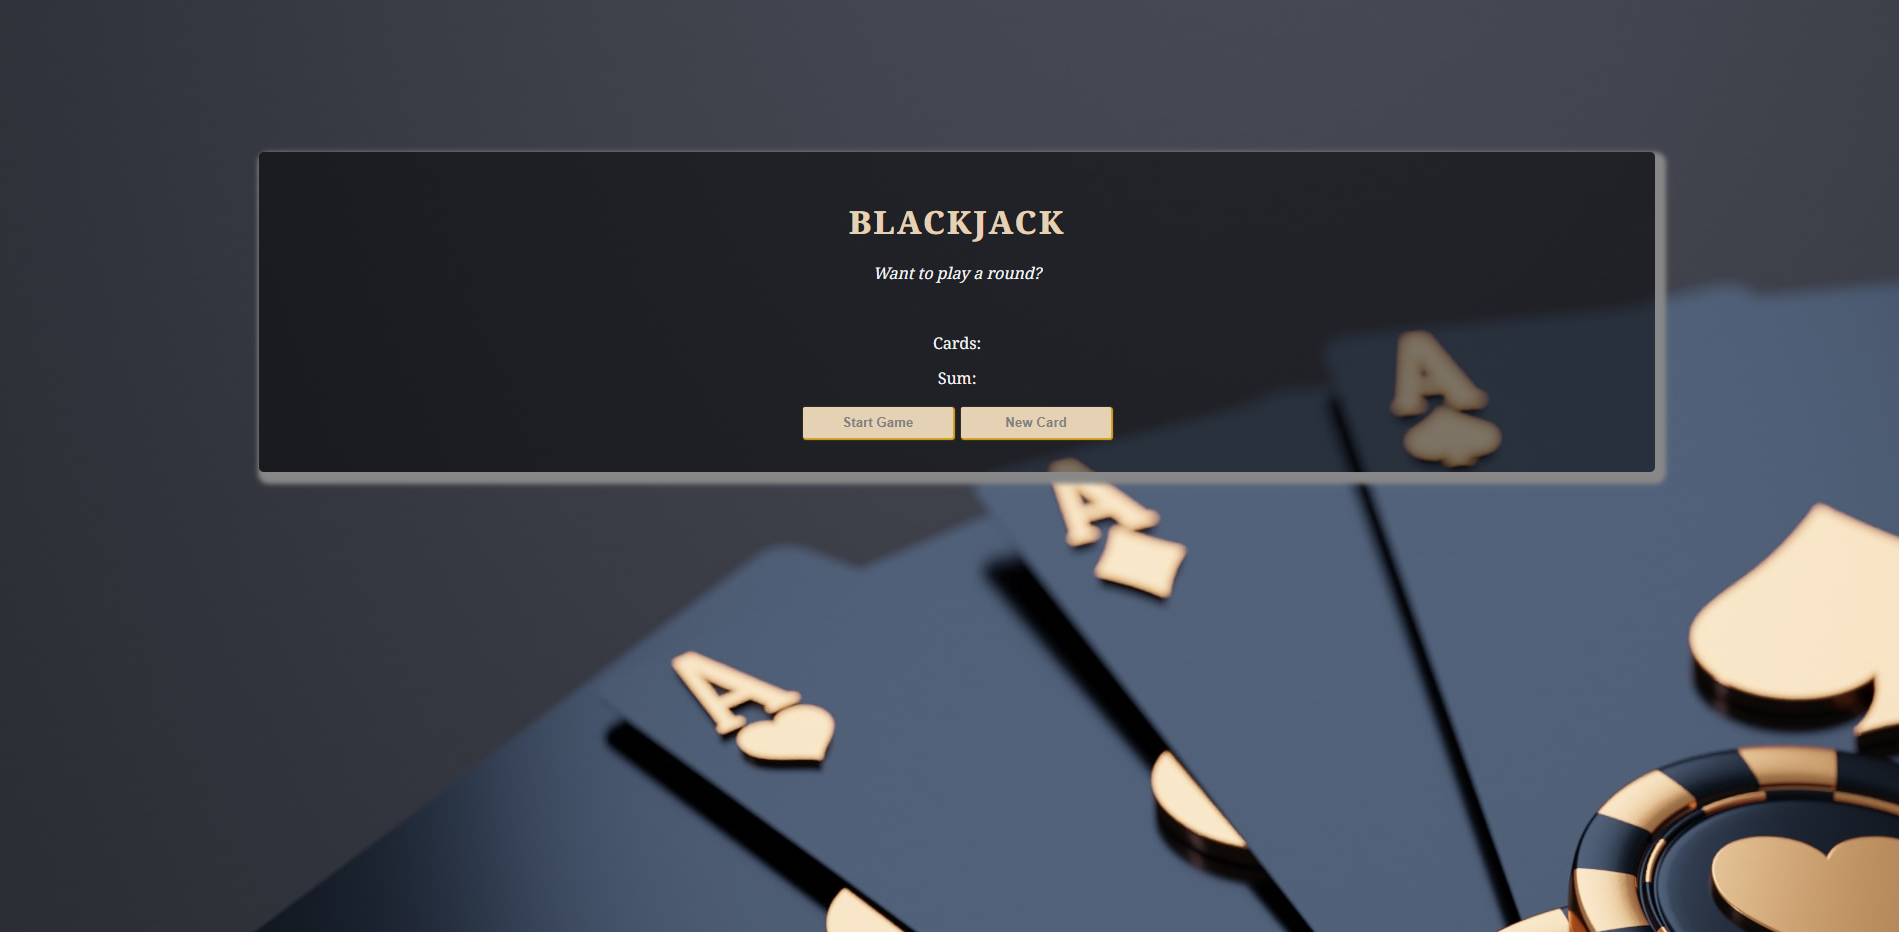 BLACKJACK
Want to play a round?
Cards:
Sum:
Start Game New Card
A
A
A